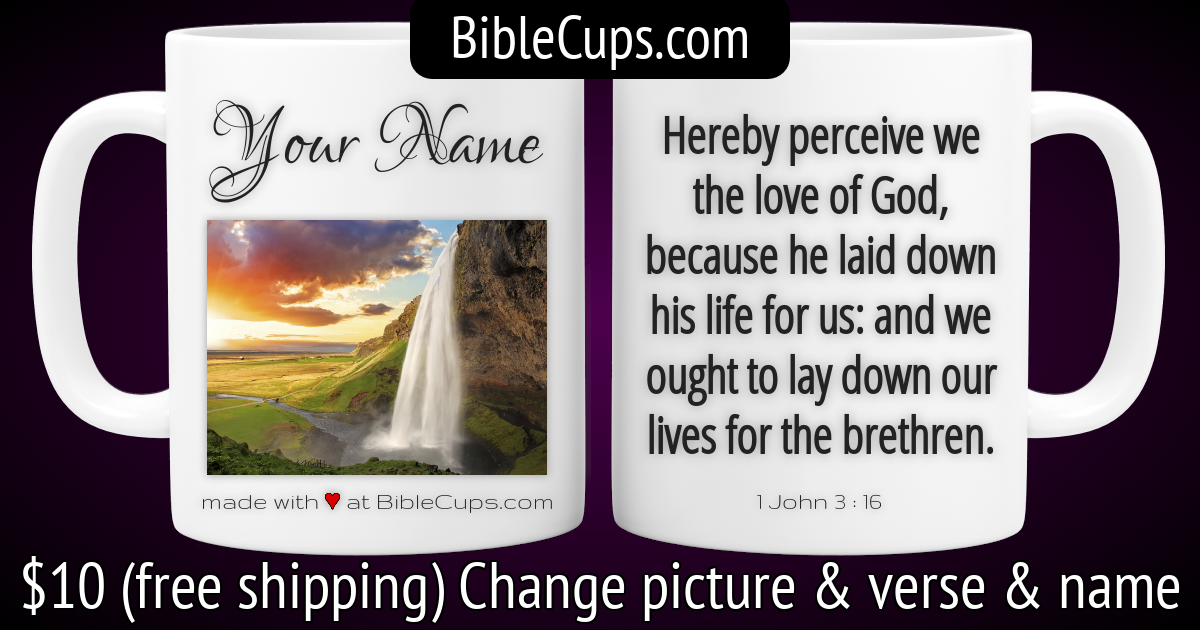 BibleCups.com
Your Name
made with ♥ at BibleCups.com
Hereby perceive we
the love of God,
because he laid down
his life for us: and we
ought to lay down our
lives for the brethren.
1 John 3 : 16
$10 (free shipping) Change picture & verse & name